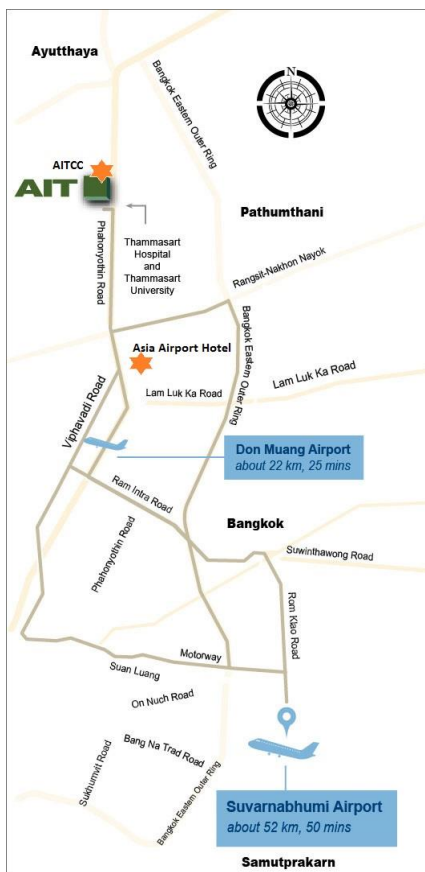 Ayutthaya
Bangkok Eastern Outer Ring
N
AITCC
AIT
Pathumthani
Phahonyothin Road
Thammasart
Hospital
and
Thammasart
University
Rangsit-Nakhon Nayok
Bangkok Eastern Outer Ring
Asia Airport Hotel
Lam Luk Ka Road
Lam Luk Ka Road
Viphavadi Road
Don Muang Airport
about 22 km, 25 mins
Ram Intra Road
Phahonyothin Road
Bangkok
Suwinthawong Road
Rom Klao Road
Motorway
Suan Luang
On Nuch Road
Sukhumvit Road
Bang Na Trad Road
Bangkok Eastern Outer Ring
Suvarnabhumi Airport
about 52 km, 50 mins
Samutprakarn